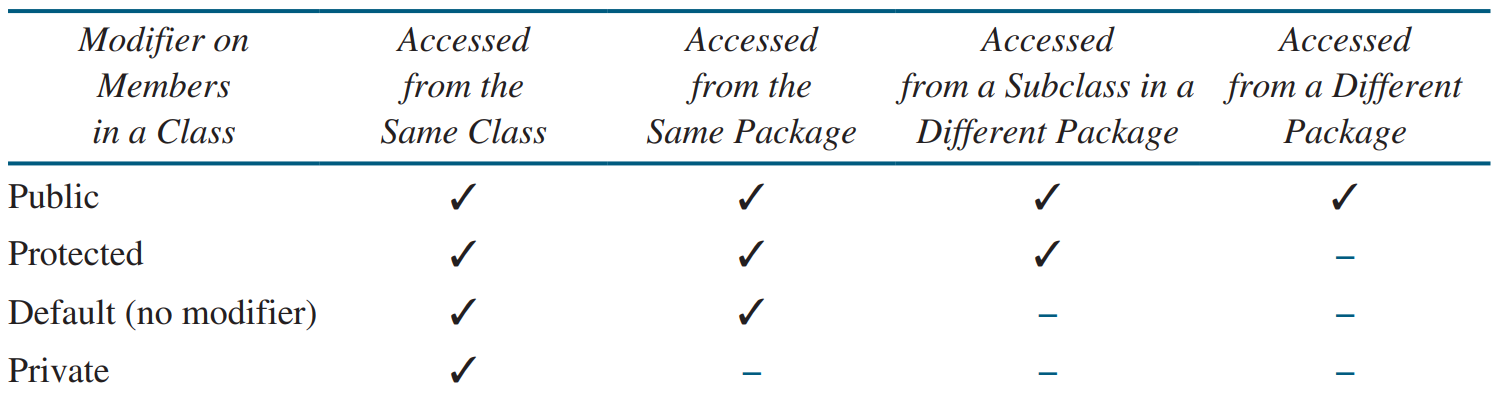 Modifier on Members in a Class Accessed from the Same Class Accessed from the Same Package Accessed from a Subclass in a Different Package Accessed from a Different Package
Public ✓ ✓ ✓ ✓
Protected ✓ ✓ ✓ –
Default (no modifier) ✓ ✓ – –
Private ✓ – – –